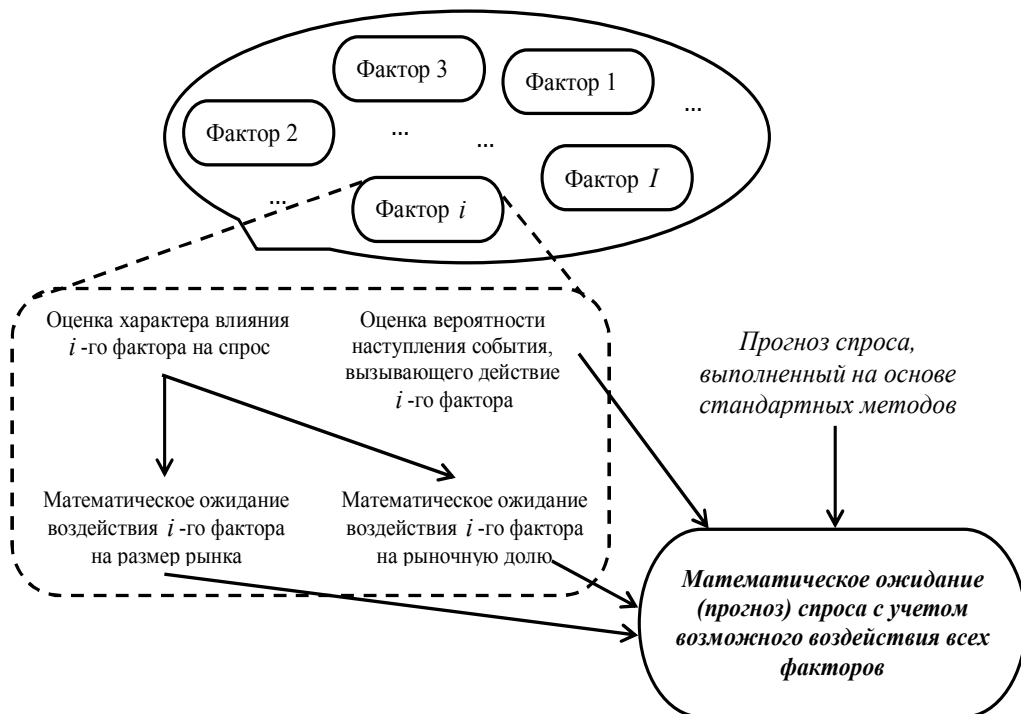 Фактор 3
Фактор 1
...
Фактор 2
...
...
Фактор I
...
Фактор i
Оценка характера влияния
i -го фактора на спрос
Оценка вероятности
наступления события,
вызывающего действие
i -го фактора
Прогноз спроса,
выполненный на основе
стандартных методов
Математическое ожидание
воздействия i -го фактора
на размер рынка
Математическое ожидание
воздействия i -го фактора
на рыночную долю
Математическое ожидание
(прогноз) спроса с учетом
возможного воздействия всех
факторов